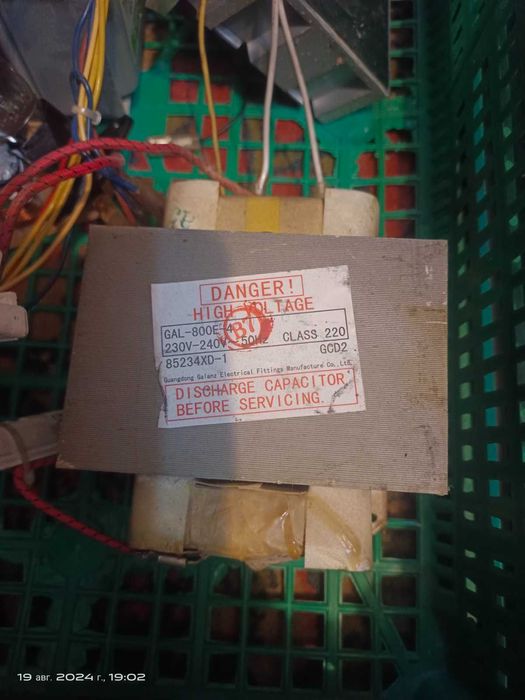 DANGER!
HIGH VOLTAGE
GAL-800E-4
230V-240V~50Hz CLASS 220
85234XD-1 GCD2
Guangdong Galanz Electrical Fittings Manufacture Co.,Ltd.
DISCHARGE CAPACITOR
BEFORE SERVICING.
B7
19 авг. 2024 г., 19:02